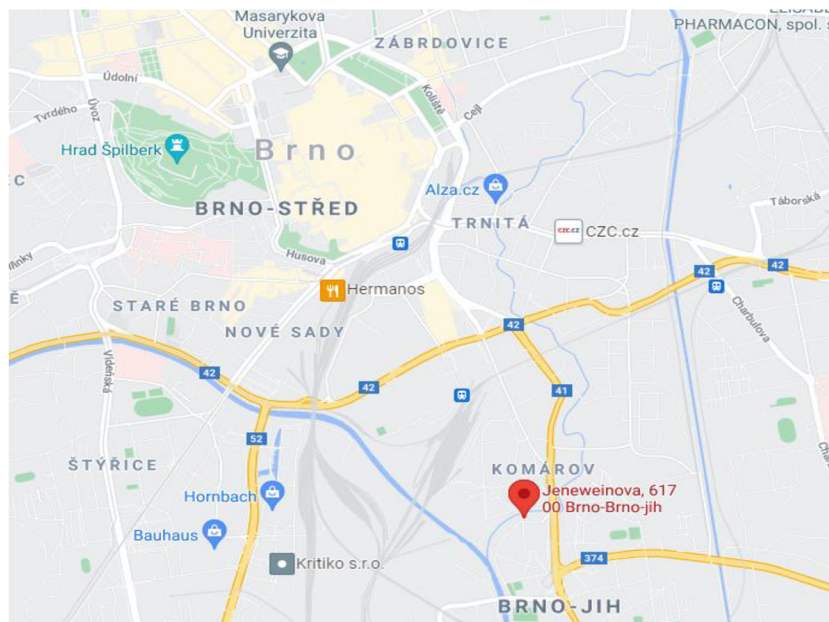 Masarykova
Univerzita
ZÁBRDOVICE
PHARMACON, spol. s
Údolní
Tvrdého
Úvoz
Koliště
Cejl
Hrad Špilberk
Brno
Alza.cz
BRNO-STŘED
TRNITÁ
CZC.CZ
CZC.cz
Táborská
Husova
42
42
Hermanos
Charbulova
STARÉ BRNO
NOVÉ SADY
42
Vídeňská
42
42
41
52
ŠTÝŘICE
KOMÁROV
Hornbach
Jeneweinova, 617
00 Brno-Brno-jih
Bauhaus
Kritiko s.r.o.
374
BRNO-JIH